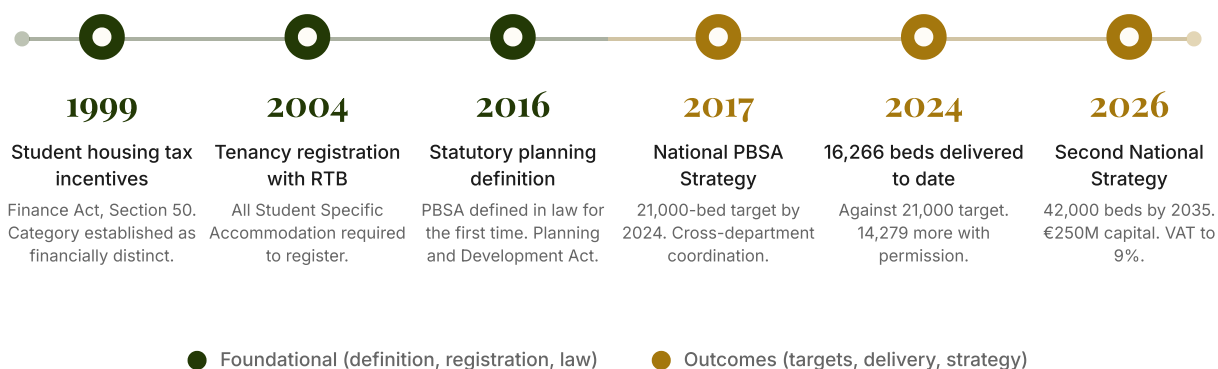 1999
Student housing tax
incentives
Finance Act, Section 50.
Category established as
financially distinct.
2004
Tenancy registration
with RTB
All Student Specific
Accommodation required
to register.
2016
Statutory planning
definition
PBSA defined in law for
the first time. Planning
and Development Act.
2017
National PBSA
Strategy
21,000-bed target by
2024. Cross-department
coordination.
2024
16,266 beds delivered
to date
Against 21,000 target.
14,279 more with
permission.
2026
Second National
Strategy
42,000 beds by 2035.
€250M capital. VAT to
9%.
Foundational (definition, registration, law)
Outcomes (targets, delivery, strategy)